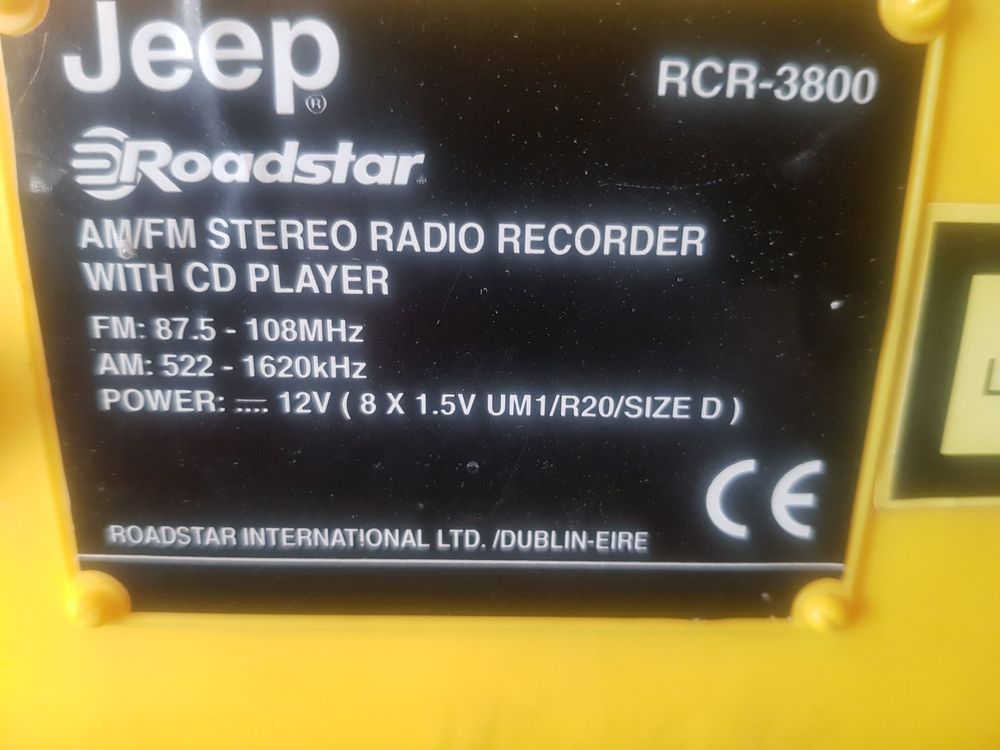 Jeep®
RCR-3800
Roadstar
AM/FM STEREO RADIO RECORDER
WITH CD PLAYER
FM: 87.5 - 108MHz
AM: 522 - 1620kHz
POWER: ⎓ 12V ( 8 X 1.5V UM1/R20/SIZE D )
CE
ROADSTAR INTERNATIONAL LTD. /DUBLIN-EIRE